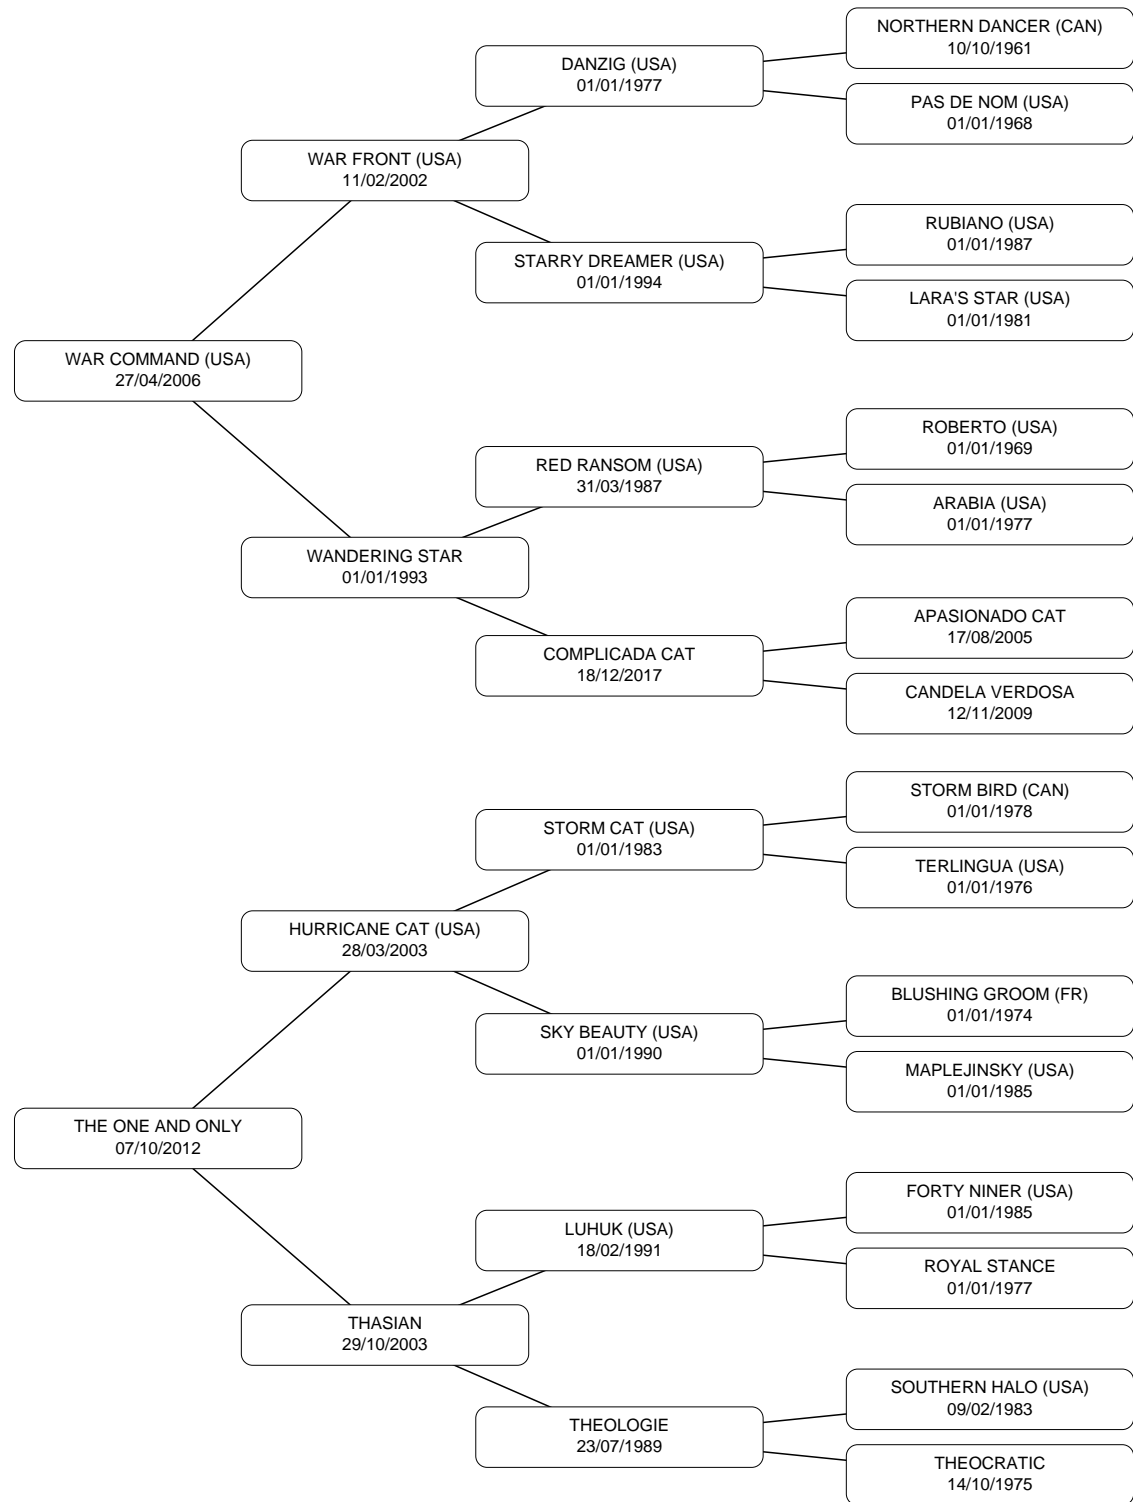 NORTHERN DANCER (CAN)
10/10/1961
DANZIG (USA)
01/01/1977
PAS DE NOM (USA)
01/01/1968
WAR FRONT (USA)
11/02/2002
RUBIANO (USA)
01/01/1987
STARRY DREAMER (USA)
01/01/1994
LARA'S STAR (USA)
01/01/1981
WAR COMMAND (USA)
27/04/2006
ROBERTO (USA)
01/01/1969
RED RANSOM (USA)
31/03/1987
ARABIA (USA)
01/01/1977
WANDERING STAR
01/01/1993
APASIONADO CAT
17/08/2005
COMPLICADA CAT
18/12/2017
CANDELA VERDOSA
12/11/2009
STORM BIRD (CAN)
01/01/1978
STORM CAT (USA)
01/01/1983
TERLINGUA (USA)
01/01/1976
HURRICANE CAT (USA)
28/03/2003
BLUSHING GROOM (FR)
01/01/1974
SKY BEAUTY (USA)
01/01/1990
MAPLEJINSKY (USA)
01/01/1985
THE ONE AND ONLY
07/10/2012
FORTY NINER (USA)
01/01/1985
LUHUK (USA)
18/02/1991
ROYAL STANCE
01/01/1977
THASIAN
29/10/2003
SOUTHERN HALO (USA)
09/02/1983
THEOLOGIE
23/07/1989
THEOCRATIC
14/10/1975